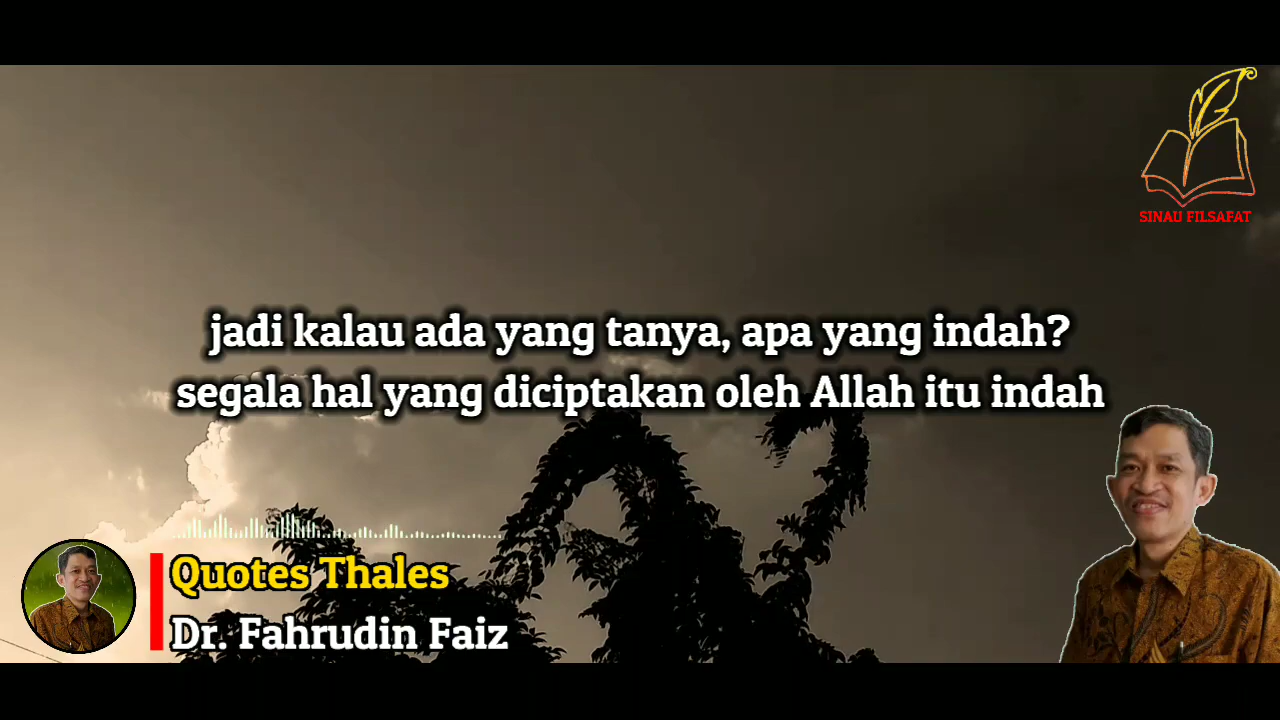 SINAU FILSAFAT
jadi kalau ada yang tanya, apa yang indah?
segala hal yang diciptakan oleh Allah itu indah
Quotes Thales
Dr. Fahrudin Faiz